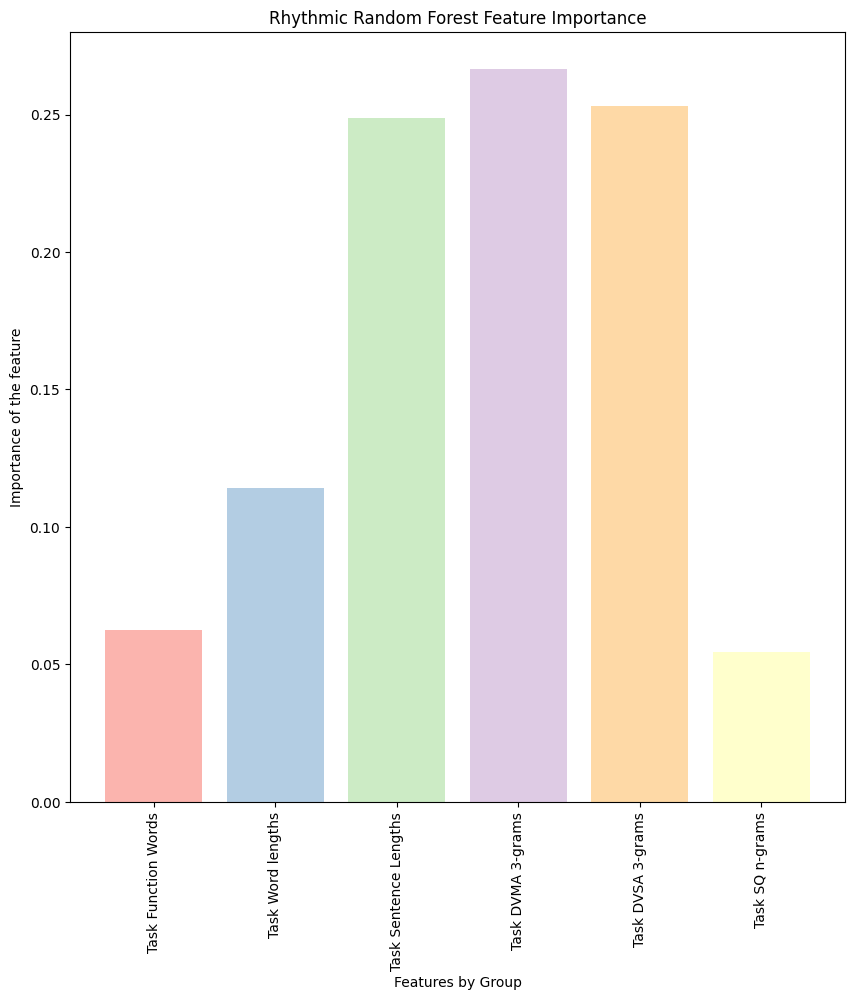 Rhythmic Random Forest Feature Importance
Importance of the feature
0.25
0.20
0.15
0.10
0.05
0.00
Task Function Words
Task Word lengths
Task Sentence Lengths
Task DVMA 3-grams
Task DVSA 3-grams
Task SQ n-grams
Features by Group